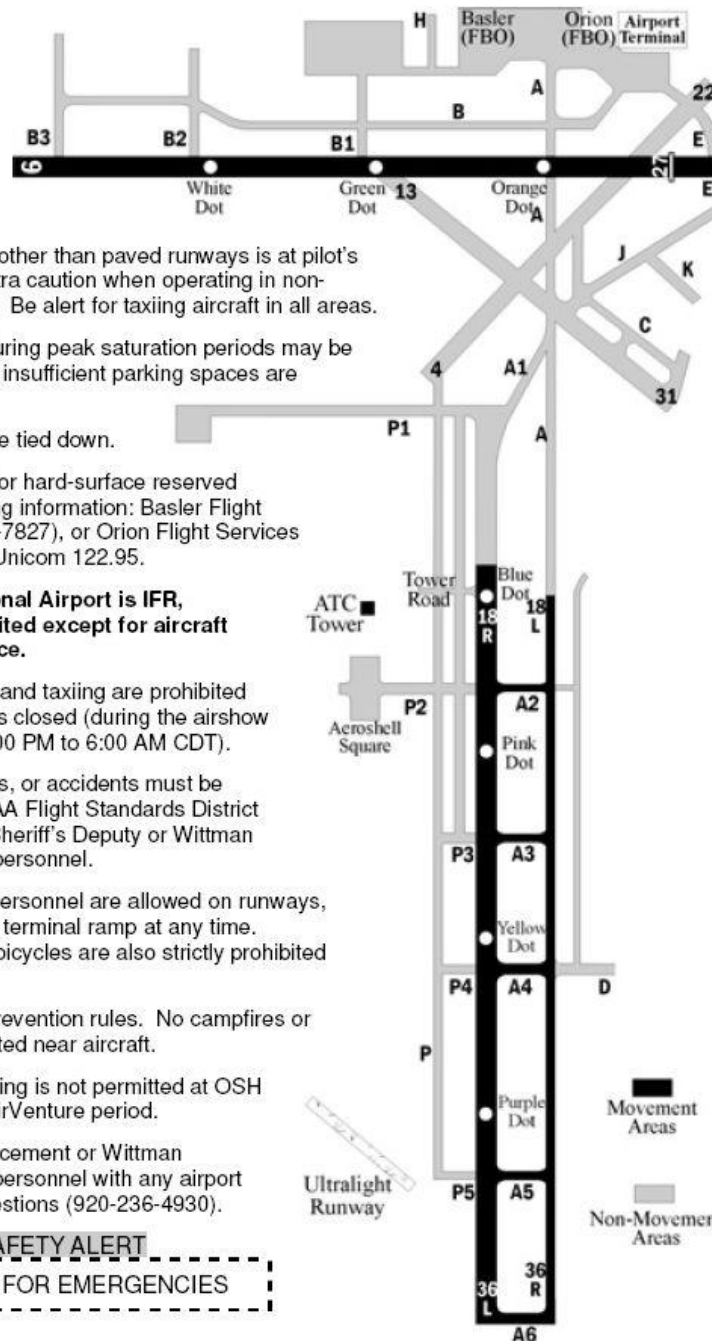 H
Basler
(FBO)
Orion
(FBO)
Airport
Terminal
A
22
B
B3
B2
B1
E
9
27
White
Dot
Green
Dot
13
Orange
Dot
E
A
other than paved runways is at pilot's
tra caution when operating in non-
Be alert for taxiing aircraft in all areas.
J
K
C
uring peak saturation periods may be
insufficient parking spaces are
4
A1
31
P1
A
e tied down.
or hard-surface reserved
ng information: Basler Flight
-7827), or Orion Flight Services
Unicom 122.95.
Tower
Road
Blue
Dot
ATC
Tower
18
R
18
L
nal Airport is IFR,
ited except for aircraft
ce.
and taxiing are prohibited
s closed (during the airshow
00 PM to 6:00 AM CDT).
P2
A2
Aeroshell
Square
Pink
Dot
s, or accidents must be
AA Flight Standards District
Sheriff's Deputy or Wittman
personnel.
P3
A3
ersonnel are allowed on runways,
terminal ramp at any time.
bicycles are also strictly prohibited
Yellow
Dot
P4
A4
D
revention rules. No campfires or
ted near aircraft.
P
ing is not permitted at OSH
irVenture period.
Purple
Dot
Movement
Areas
cement or Wittman
personnel with any airport
estions (920-236-4930).
Ultralight
Runway
P5
A5
Non-Movemen
Areas
AFETY ALERT
FOR EMERGENCIES
36
L
36
R
A6